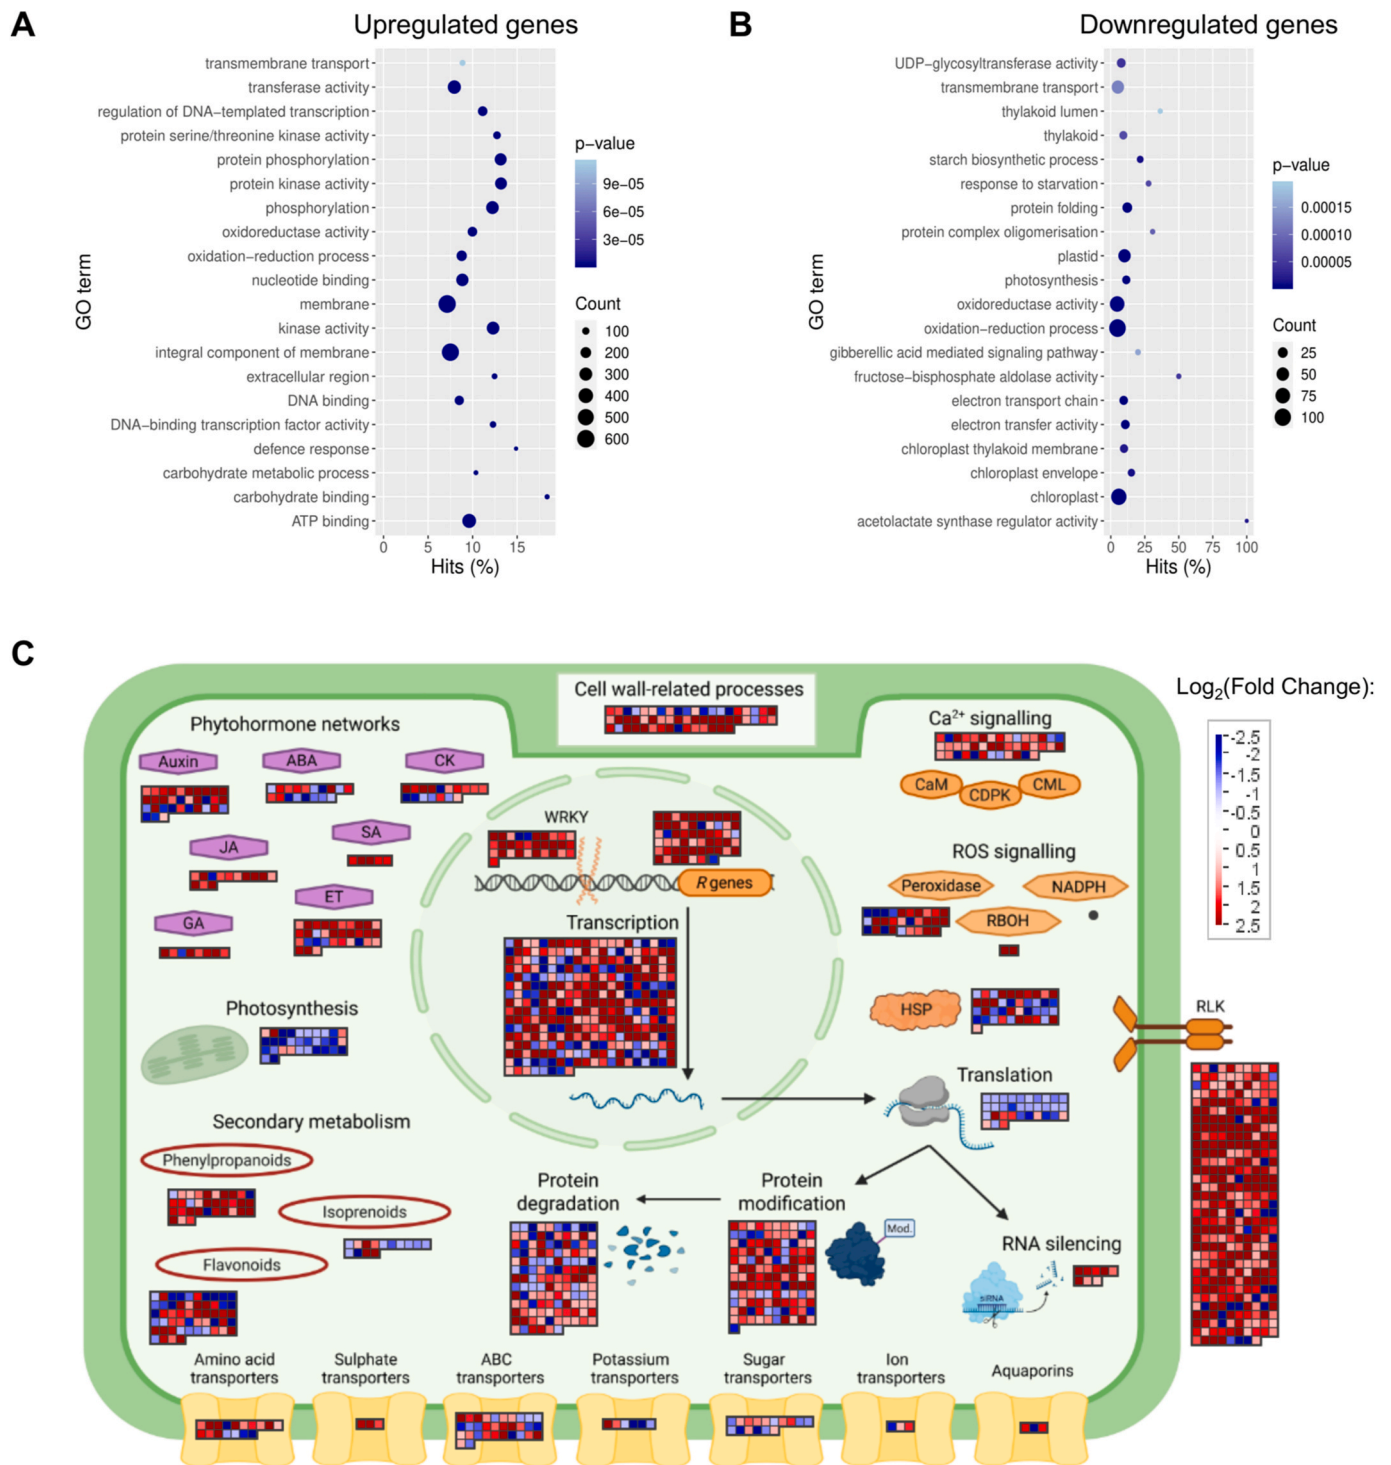 A
Upregulated genes
GO term
transmembrane transport
transferase activity
regulation of DNA−templated transcription
protein serine/threonine kinase activity
protein phosphorylation
protein kinase activity
phosphorylation
oxidoreductase activity
oxidation−reduction process
nucleotide binding
membrane
kinase activity
integral component of membrane
extracellular region
DNA binding
DNA−binding transcription factor activity
defence response
carbohydrate metabolic process
carbohydrate binding
ATP binding
0 5 10 15
Hits (%)
p−value
9e−05
6e−05
3e−05
Count
100
200
300
400
500
600
B
Downregulated genes
GO term
UDP−glycosyltransferase activity
transmembrane transport
thylakoid lumen
thylakoid
starch biosynthetic process
response to starvation
protein folding
protein complex oligomerisation
plastid
photosynthesis
oxidoreductase activity
oxidation−reduction process
gibberellic acid mediated signaling pathway
fructose−bisphosphate aldolase activity
electron transport chain
electron transfer activity
chloroplast thylakoid membrane
chloroplast envelope
chloroplast
acetolactate synthase regulator activity
0 25 50 75 100
Hits (%)
p−value
0.00015
0.00010
0.00005
Count
25
50
75
100
C
Cell wall-related processes
Phytohormone networks
Auxin
ABA
CK
JA
SA
ET
GA
Photosynthesis
Secondary metabolism
Phenylpropanoids
Isoprenoids
Flavonoids
WRKY
R genes
Transcription
Ca2+ signalling
CaM
CDPK
CML
ROS signalling
Peroxidase
NADPH
RBOH
HSP
RLK
Translation
Protein
degradation
Protein
modification
Mod.
RNA silencing
siRNA
Amino acid
transporters
Sulphate
transporters
ABC
transporters
Potassium
transporters
Sugar
transporters
Ion
transporters
Aquaporins
Log2(Fold Change):
-2.5
-2
-1.5
-1
-0.5
0
0.5
1
1.5
2
2.5